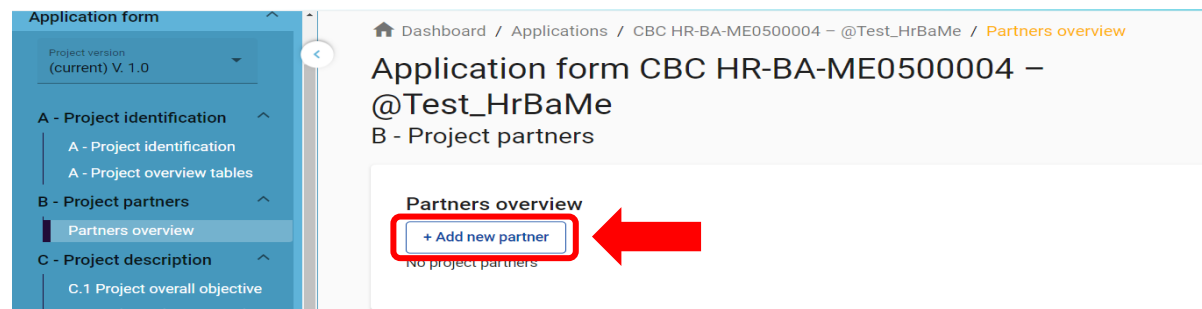 Application form
Project version
(current) V. 1.0
A - Project identification
A - Project identification
A - Project overview tables
B - Project partners
Partners overview
C - Project description
C.1 Project overall objective
Dashboard / Applications / CBC HR-BA-ME0500004 – @Test_HrBaMe / Partners overview
Application form CBC HR-BA-ME0500004 –
@Test_HrBaMe
B - Project partners
Partners overview
+ Add new partner
No project partners